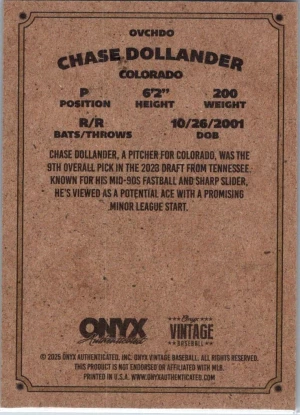 OVCHDO
CHASE DOLLANDER
COLORADO
P 6'2" 200
POSITION HEIGHT WEIGHT
R/R 10/26/2001
BATS/THROWS DOB
CHASE DOLLANDER, A PITCHER FOR COLORADO, WAS THE
9TH OVERALL PICK IN THE 2023 DRAFT FROM TENNESSEE.
KNOWN FOR HIS MID-90S FASTBALL AND SHARP SLIDER,
HE'S VIEWED AS A POTENTIAL ACE WITH A PROMISING
MINOR LEAGUE START.
ONYX Onyx
Authenticated VINTAGE
BASEBALL
© 2025 ONYX AUTHENTICATED, INC. ONYX VINTAGE BASEBALL. ALL RIGHTS RESERVED.
THIS PRODUCT IS NOT ENDORSED OR AFFILIATED WITH MLB.
PRINTED IN U.S.A. WWW.ONYXAUTHENTICATED.COM